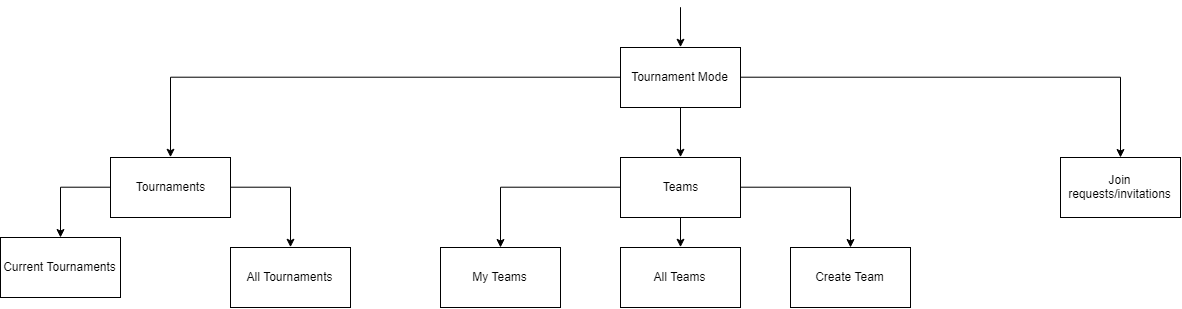 Tournament Mode
Tournaments
Teams
Join
requests/invitations
Current Tournaments
All Tournaments
My Teams
All Teams
Create Team